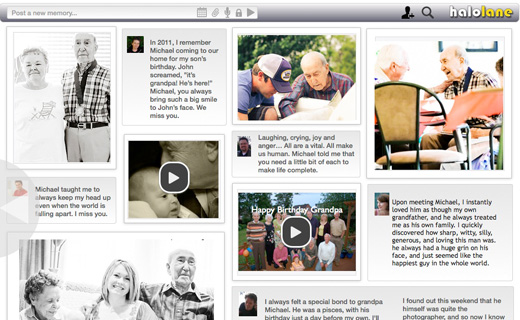 Post a new memory...
halolane
In 2011, I remember
Michael coming to our
home for my son's
birthday. John
screamed, "it's
grandpa! He's here!"
Michael, you always
bring such a big smile
to John's face. We
miss you.
Laughing, crying, joy and
anger... All are a vital. All make
us human. Michael told me that
you need a little bit of each to
make life complete.
Michael taught me to
always keep my head up
even when the world is
falling apart. I miss you.
Happy Birthday Grandpa
Upon meeting Michael, I instantly
loved him as though my own
grandfather, and he always treated
me as his own family. I quickly
discovered how sharp, witty, silly,
generous, and loving this man was.
he always had a huge grin on his
face, and just seemed like the
happiest guy in the whole world.
I always felt a special bond to grandpa
Michael. He was a pisces, with his
birthday just a day before my own. I'll
I found out this weekend that he
himself was quite the
photographer, and so now I know